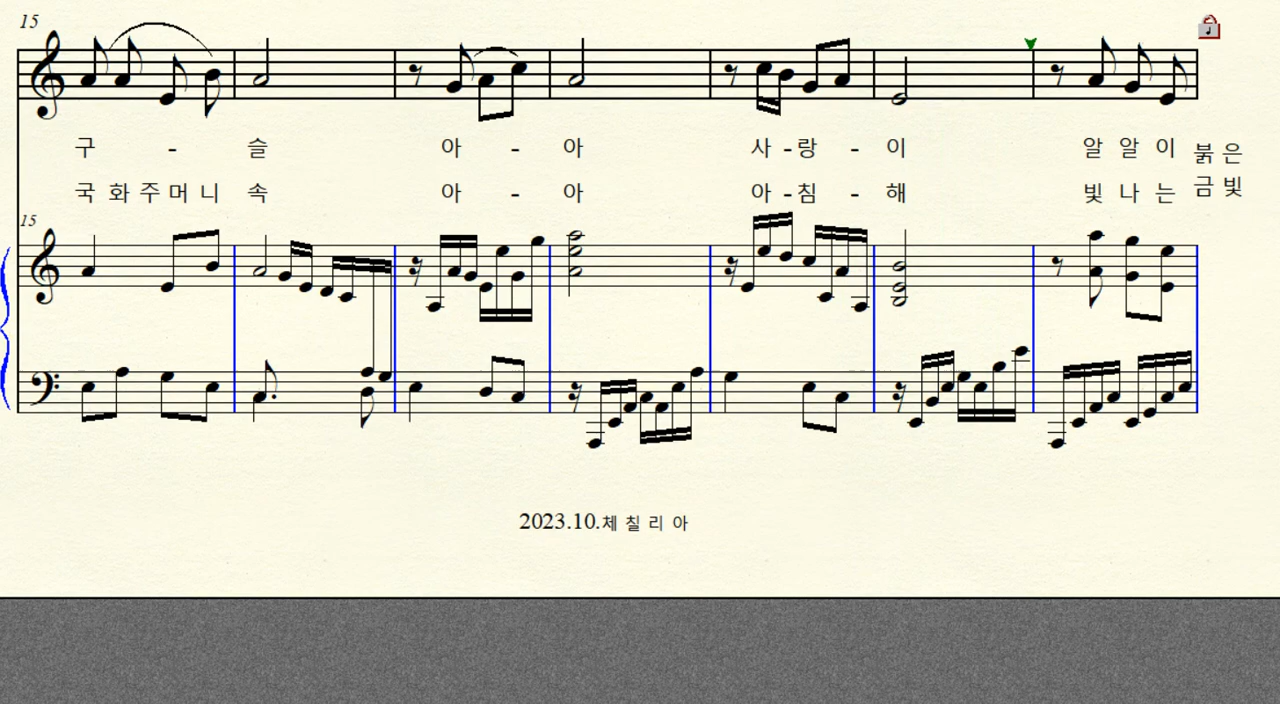 15
구 - 슬 아 - 아 사 - 랑 - 이 알 알 이 붉 은
국 화 주 머 니 속 아 - 아 아 - 침 - 해 빛 나 는 금 빛
15
2023.10.체 칠 리 아